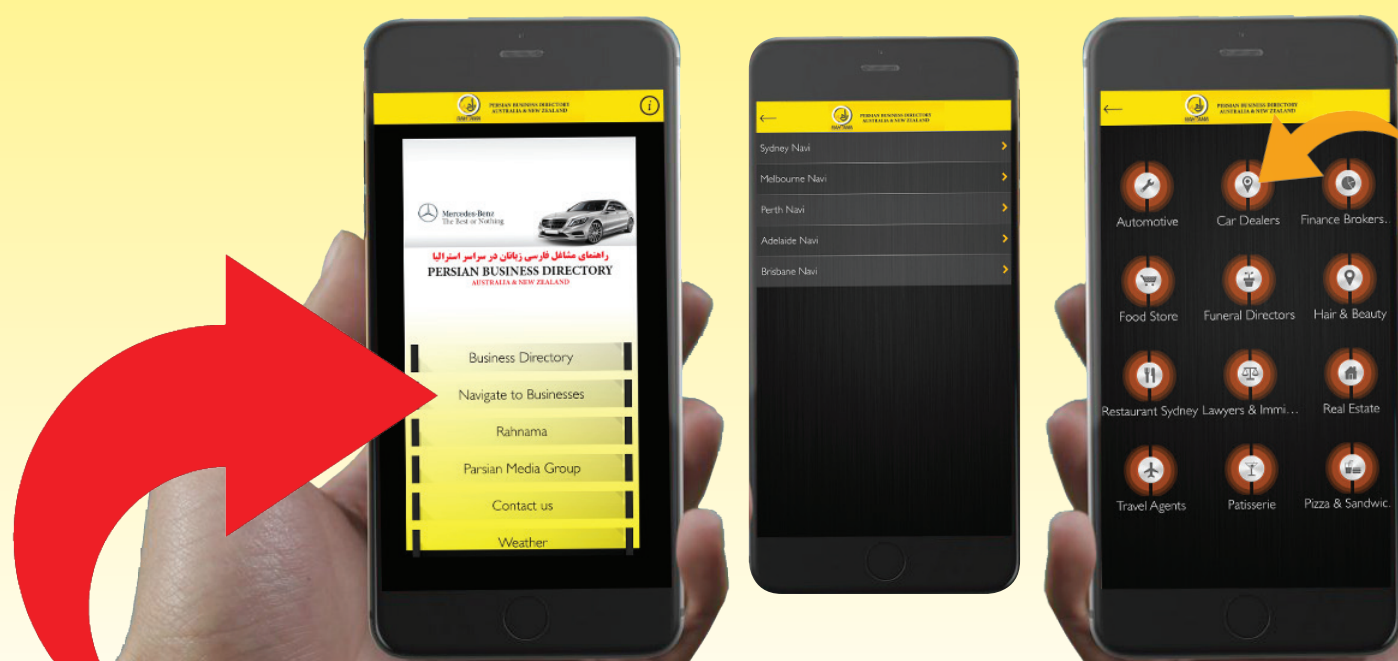 PERSIAN BUSINESS DIRECTORY
AUSTRALIA & NEW ZEALAND
Mercedes-Benz
The Best or Nothing
راهنمای مشاغل فارسی زبانان در سراسر استرالیا
PERSIAN BUSINESS DIRECTORY
AUSTRALIA & NEW ZEALAND
Business Directory
Navigate to Businesses
Rahnama
Parsian Media Group
Contact us
Weather
PERSIAN BUSINESS DIRECTORY
AUSTRALIA & NEW ZEALAND
Sydney Navi
Melbourne Navi
Perth Navi
Adelaide Navi
Brisbane Navi
PERSIAN BUSINESS DIRECTORY
AUSTRALIA & NEW ZEALAND
Automotive Car Dealers Finance Brokers..
Food Store Funeral Directors Hair & Beauty
Restaurant Sydney Lawyers & Immi... Real Estate
Travel Agents Patisserie Pizza & Sandwic.